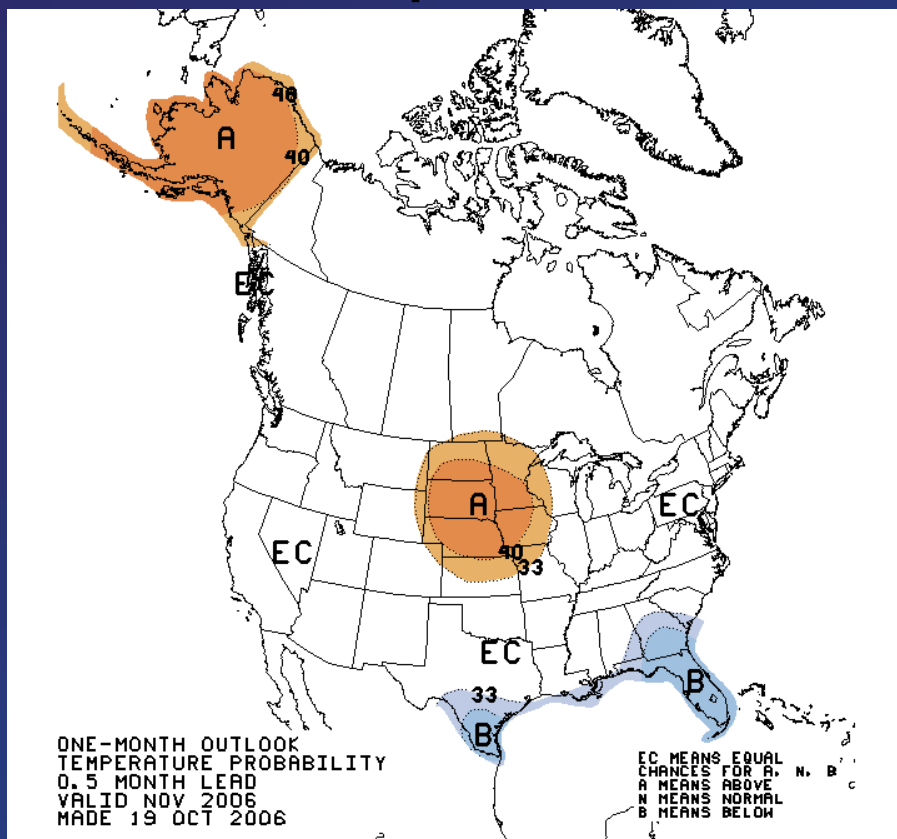 40
A
40
EC
A
EC
EC
40
33
EC
33
B
B
ONE-MONTH OUTLOOK
TEMPERATURE PROBABILITY
0.5 MONTH LEAD
VALID NOV 2006
MADE 19 OCT 2006
EC MEANS EQUAL
CHANCES FOR A, N, B
A MEANS ABOVE
N MEANS NORMAL
B MEANS BELOW